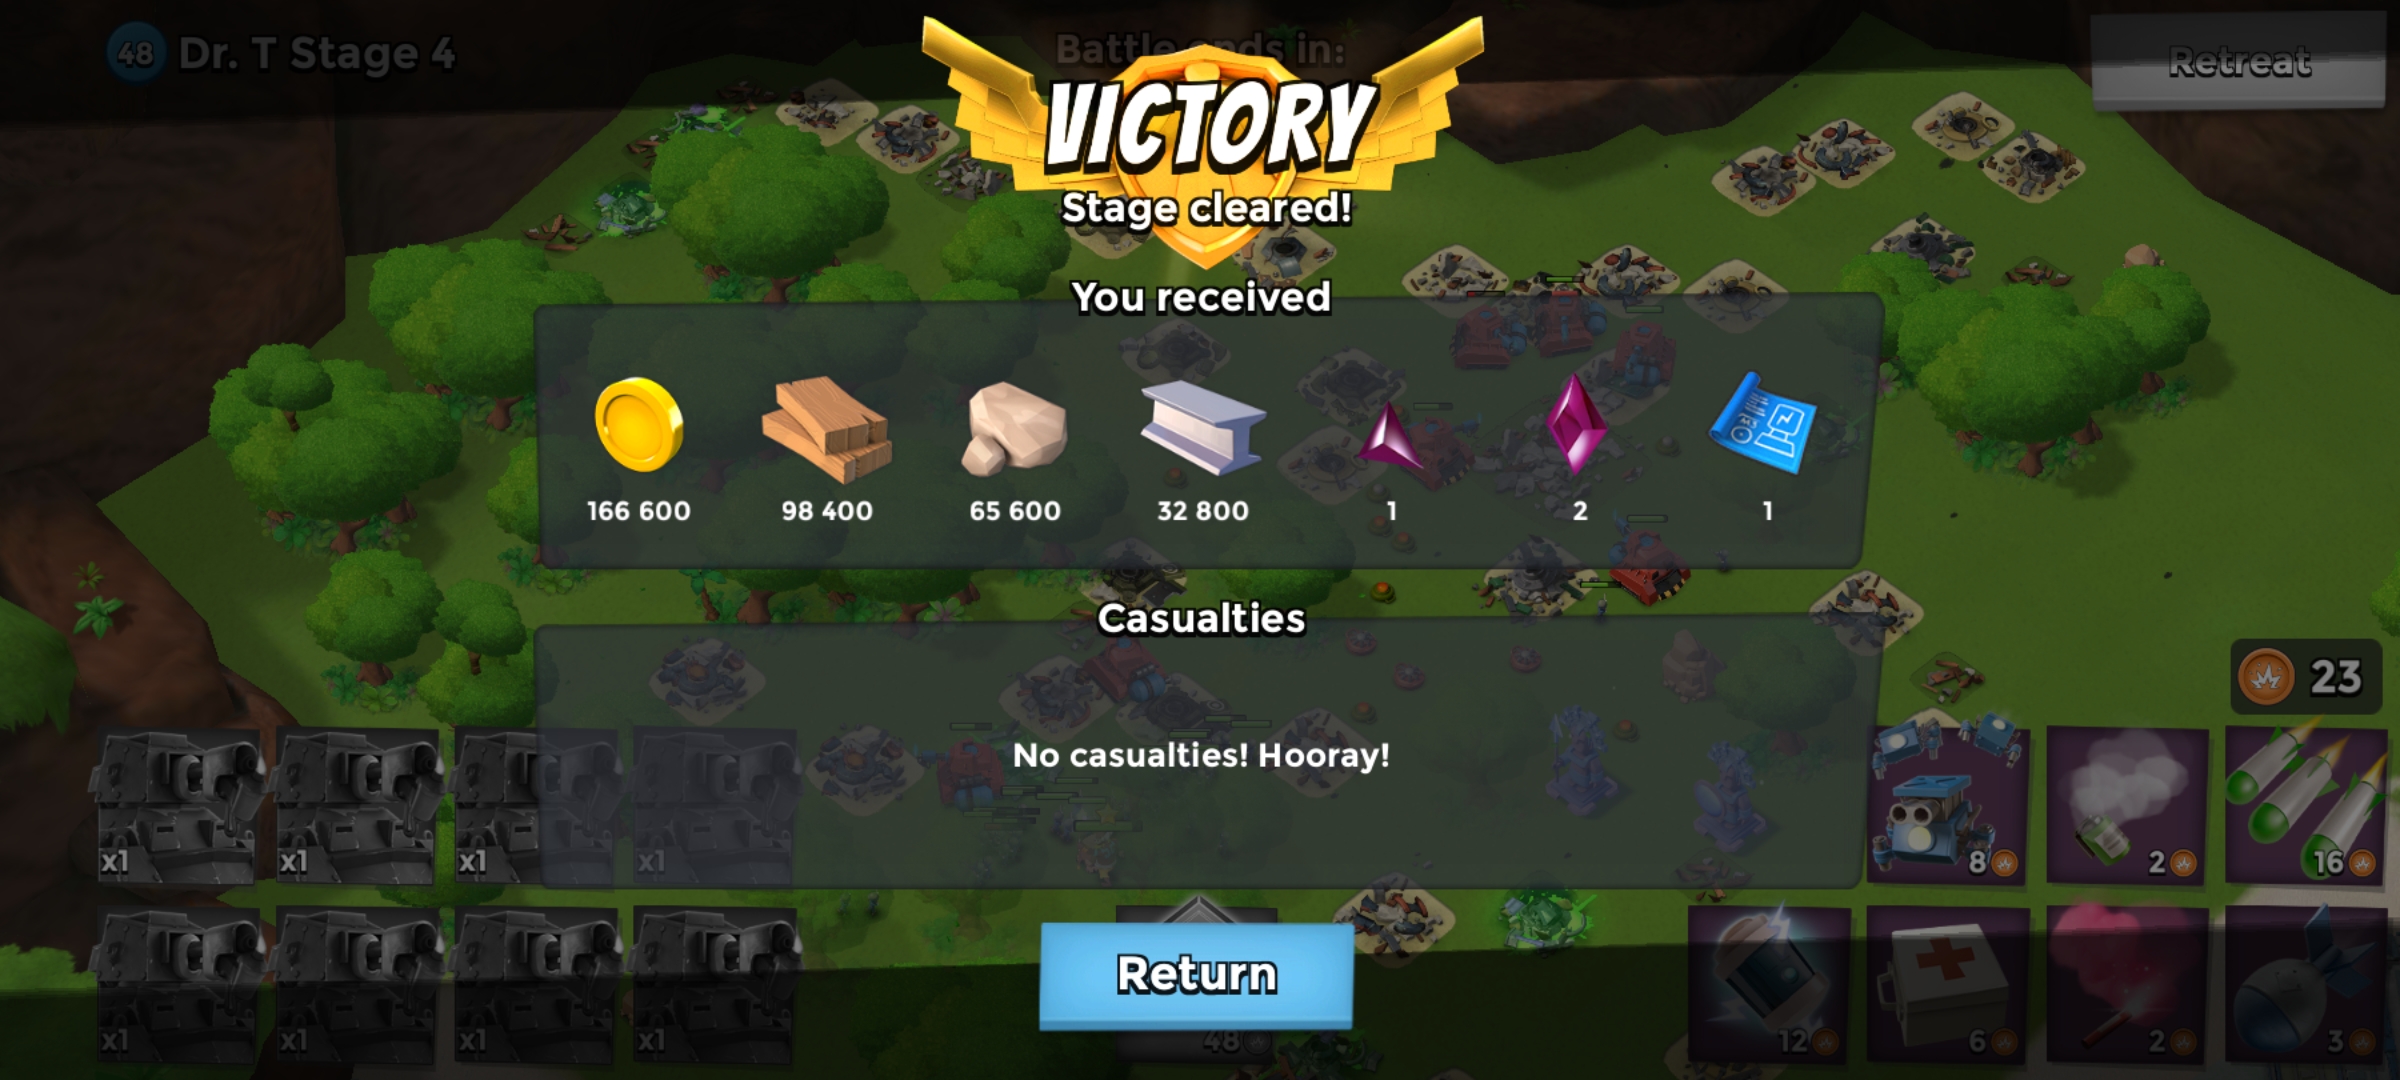 48 Dr. T Stage 4
Battle ends in:
Retreat
VICTORY
Stage cleared!
You received
166 600
98 400
65 600
32 800
1
2
1
Casualties
No casualties! Hooray!
23
x1
x1
x1
x1
8
2
16
x1
x1
x1
x1
Return
48
12
6
2
3